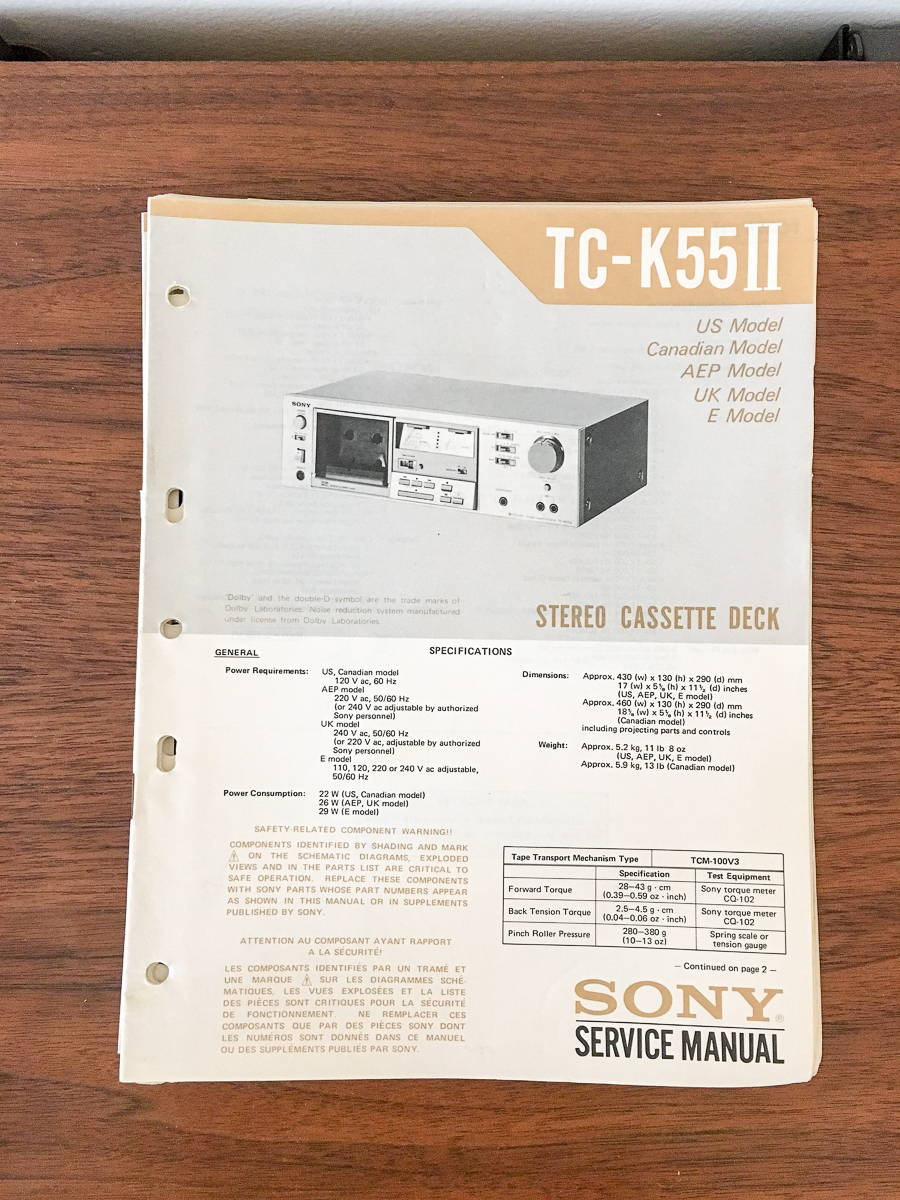 TC-K55II
US Model
Canadian Model
AEP Model
UK Model
E Model
SONY
"Dolby" and the double-D symbol are the trade marks of
Dolby Laboratories. Noise reduction system manufactured
under license from Dolby Laboratories.
STEREO CASSETTE DECK
SPECIFICATIONS
GENERAL
Power Requirements: US, Canadian model
120 V ac, 60 Hz
AEP model
220 V ac, 50/60 Hz
(or 240 V ac adjustable by authorized
Sony personnel)
UK model
240 V ac, 50/60 Hz
(or 220 V ac, adjustable by authorized
Sony personnel)
E model
110, 120, 220 or 240 V ac adjustable,
50/60 Hz
Power Consumption: 22 W (US, Canadian model)
26 W (AEP, UK model)
29 W (E model)
Dimensions: Approx. 430 (w) x 130 (h) x 290 (d) mm
17 (w) x 5⅛ (h) x 11½ (d) inches
(US, AEP, UK, E model)
Approx. 460 (w) x 130 (h) x 290 (d) mm
18⅛ (w) x 5⅛ (h) x 11½ (d) inches
(Canadian model)
including projecting parts and controls
Weight: Approx. 5.2 kg, 11 lb 8 oz
(US, AEP, UK, E model)
Approx. 5.9 kg, 13 lb (Canadian model)
SAFETY-RELATED COMPONENT WARNING!!
COMPONENTS IDENTIFIED BY SHADING AND MARK
⚠ ON THE SCHEMATIC DIAGRAMS, EXPLODED
VIEWS AND IN THE PARTS LIST ARE CRITICAL TO
SAFE OPERATION. REPLACE THESE COMPONENTS
WITH SONY PARTS WHOSE PART NUMBERS APPEAR
AS SHOWN IN THIS MANUAL OR IN SUPPLEMENTS
PUBLISHED BY SONY.
ATTENTION AU COMPOSANT AYANT RAPPORT
A LA SÉCURITÉ!
LES COMPOSANTS IDENTIFIÉS PAR UN TRAMÉ ET
UNE MARQUE ⚠ SUR LES DIAGRAMMES SCHÉ-
MATIQUES, LES VUES EXPLOSÉES ET LA LISTE
DES PIÈCES SONT CRITIQUES POUR LA SÉCURITÉ
DE FONCTIONNEMENT. NE REMPLACER CES
COMPOSANTS QUE PAR DES PIÈCES SONY DONT
LES NUMÉROS SONT DONNÉS DANS CE MANUEL
OU DES SUPPLÉMENTS PUBLIÉS PAR SONY.
Tape Transport Mechanism Type TCM-100V3
Specification Test Equipment
Forward Torque 28–43 g · cm
(0.39–0.59 oz · inch) Sony torque meter
CQ-102
Back Tension Torque 2.5–4.5 g · cm
(0.04–0.06 oz · inch) Sony torque meter
CQ-102
Pinch Roller Pressure 280–380 g
(10–13 oz) Spring scale or
tension gauge
– Continued on page 2 –
SONY®
SERVICE MANUAL